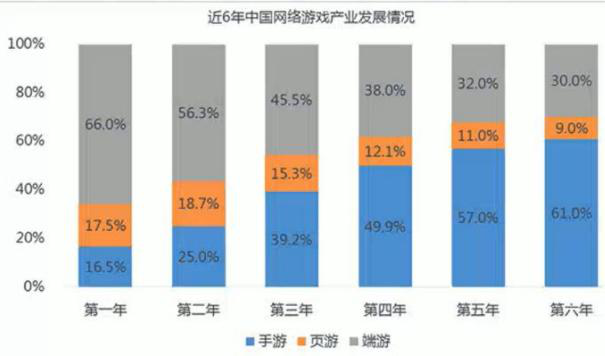 近6年中国网络游戏产业发展情况
100%
80%
60%
40%
20%
0%
66.0% 56.3% 45.5% 38.0% 32.0% 30.0%
17.5% 18.7% 15.3% 12.1% 11.0% 9.0%
16.5% 25.0% 39.2% 49.9% 57.0% 61.0%
第一年 第二年 第三年 第四年 第五年 第六年
手游 页游 端游